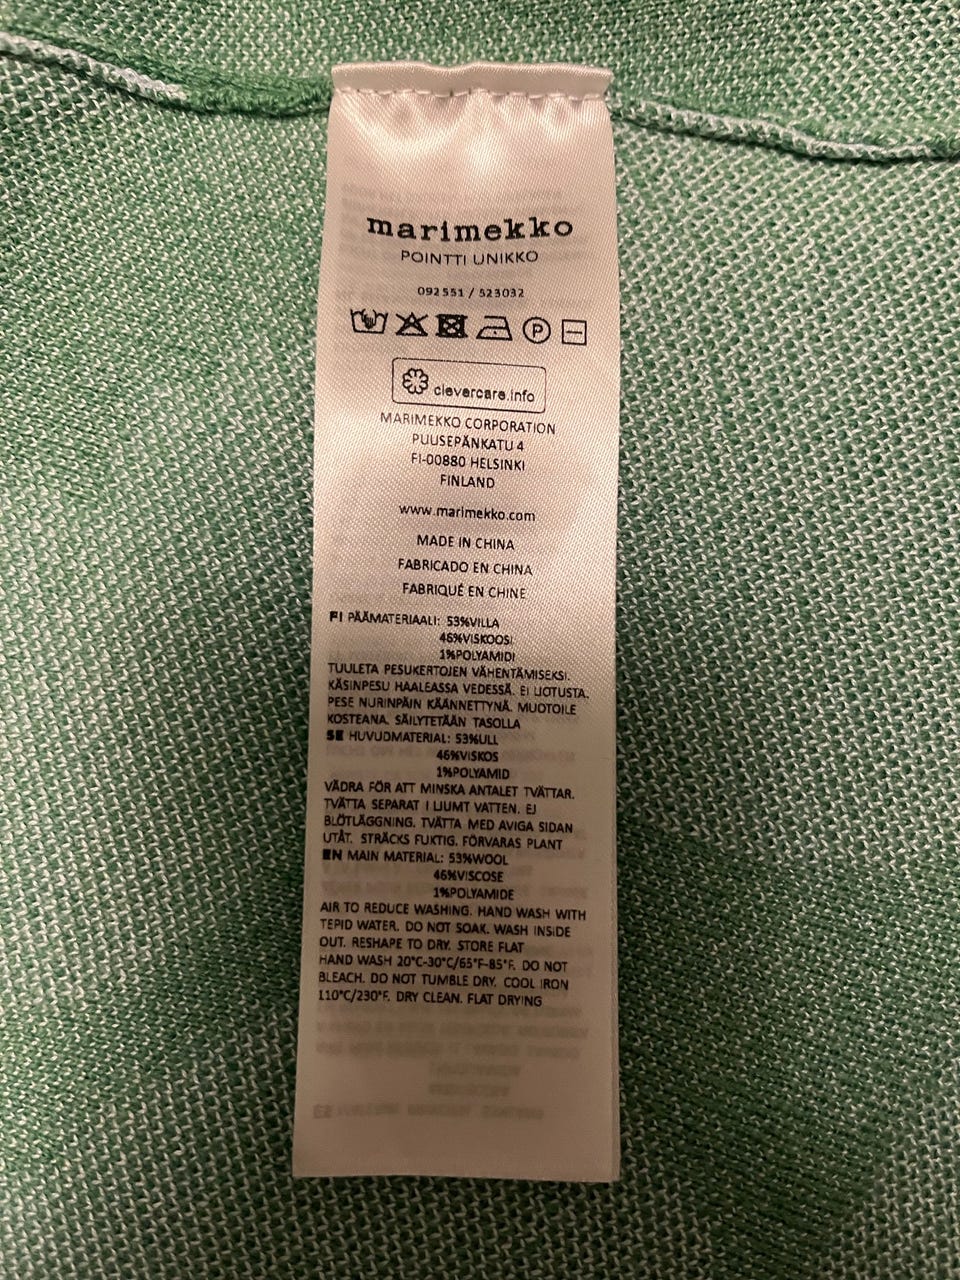 marimekko
POINTTI UNIKKO
092551 / 523032
P
clevercare.info
MARIMEKKO CORPORATION
PUUSEPÄNKATU 4
FI-00880 HELSINKI
FINLAND
www.marimekko.com
MADE IN CHINA
FABRICADO EN CHINA
FABRIQUÉ EN CHINE
FI PÄÄMATERIAALI: 53%VILLA
46%VISKOOSI
1%POLYAMIDI
TUULETA PESUKERTOJEN VÄHENTÄMISEKSI.
KÄSINPESU HAALEASSA VEDESSÄ. EI LIOTUSTA.
PESE NURINPÄIN KÄÄNNETTYNÄ. MUOTOILE
KOSTEANA. SÄILYTETÄÄN TASOLLA
SE HUVUDMATERIAL: 53%ULL
46%VISKOS
1%POLYAMID
VÄDRA FÖR ATT MINSKA ANTALET TVÄTTAR.
TVÄTTA SEPARAT I LJUMT VATTEN. EJ
BLÖTLÄGGNING. TVÄTTA MED AVIGA SIDAN
UTÅT. STRÄCKS FUKTIG. FÖRVARAS PLANT
EN MAIN MATERIAL: 53%WOOL
46%VISCOSE
1%POLYAMIDE
AIR TO REDUCE WASHING. HAND WASH WITH
TEPID WATER. DO NOT SOAK. WASH INSIDE
OUT. RESHAPE TO DRY. STORE FLAT
HAND WASH 20°C-30°C/65°F-85°F. DO NOT
BLEACH. DO NOT TUMBLE DRY. COOL IRON
110°C/230°F. DRY CLEAN. FLAT DRYING